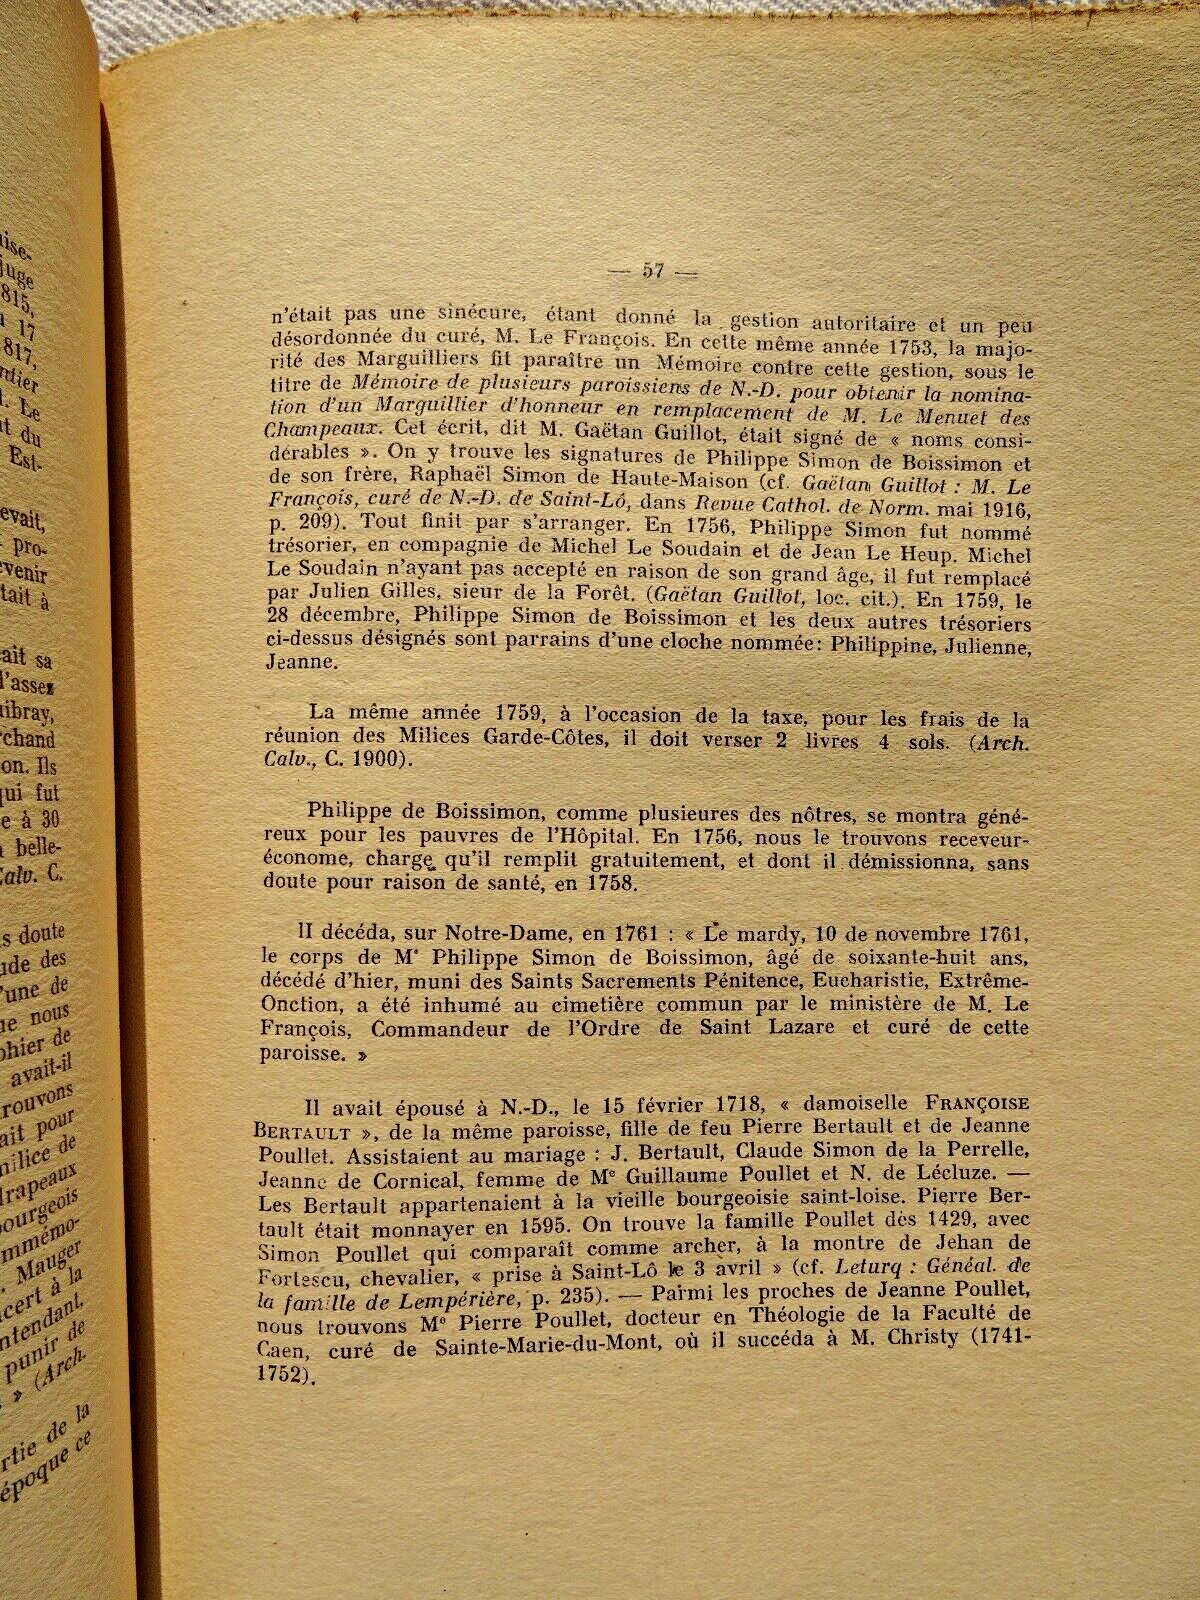 — 57 —
n'était pas une sinécure, étant donné la gestion autoritaire et un peu
désordonnée du curé, M. Le François. En cette même année 1753, la majo-
rité des Marguilliers fit paraître un Mémoire contre cette gestion, sous le
titre de Mémoire de plusieurs paroissiens de N.-D. pour obtenir la nomina-
tion d'un Marguillier d'honneur en remplacement de M. Le Menuet des
Champeaux. Cet écrit, dit M. Gaëtan Guillot, était signé de « noms consi-
dérables ». On y trouve les signatures de Philippe Simon de Boissimon et
de son frère, Raphaël Simon de Haute-Maison (cf. Gaëtan Guillot : M. Le
François, curé de N.-D. de Saint-Lô, dans Revue Cathol. de Norm. mai 1916,
p. 209). Tout finit par s'arranger. En 1756, Philippe Simon fut nommé
trésorier, en compagnie de Michel Le Soudain et de Jean Le Heup. Michel
Le Soudain n'ayant pas accepté en raison de son grand âge, il fut remplacé
par Julien Gilles, sieur de la Forêt. (Gaëtan Guillot, loc. cit.). En 1759, le
28 décembre, Philippe Simon de Boissimon et les deux autres trésoriers
ci-dessus désignés sont parrains d'une cloche nommée: Philippine, Julienne,
Jeanne.
La même année 1759, à l'occasion de la taxe, pour les frais de la
réunion des Milices Garde-Côtes, il doit verser 2 livres 4 sols. (Arch.
Calv., C. 1900).
Philippe de Boissimon, comme plusieures des nôtres, se montra géné-
reux pour les pauvres de l'Hôpital. En 1756, nous le trouvons receveur-
économe, charge qu'il remplit gratuitement, et dont il démissionna, sans
doute pour raison de santé, en 1758.
Il décéda, sur Notre-Dame, en 1761 : « Le mardy, 10 de novembre 1761,
le corps de Me Philippe Simon de Boissimon, âgé de soixante-huit ans,
décédé d'hier, muni des Saints Sacrements Pénitence, Eucharistie, Extrême-
Onction, a été inhumé au cimetière commun par le ministère de M. Le
François, Commandeur de l'Ordre de Saint Lazare et curé de cette
paroisse. »
Il avait épousé à N.-D., le 15 février 1718, « damoiselle FRANÇOISE
BERTAULT », de la même paroisse, fille de feu Pierre Bertault et de Jeanne
Poullet. Assistaient au mariage : J. Bertault, Claude Simon de la Perrelle,
Jeanne de Cornical, femme de Me Guillaume Poullet et N. de Lécluze. —
Les Bertault appartenaient à la vieille bourgeoisie saint-loise. Pierre Ber-
tault était monnayer en 1595. On trouve la famille Poullet dès 1429, avec
Simon Poullet qui comparaît comme archer, à la montre de Jehan de
Fortescu, chevalier, « prise à Saint-Lô le 3 avril » (cf. Leturq : Généal. de
la famille de Lempérière, p. 235). — Parmi les proches de Jeanne Poullet,
nous trouvons Me Pierre Poullet, docteur en Théologie de la Faculté de
Caen, curé de Sainte-Marie-du-Mont, où il succéda à M. Christy (1741-
1752).